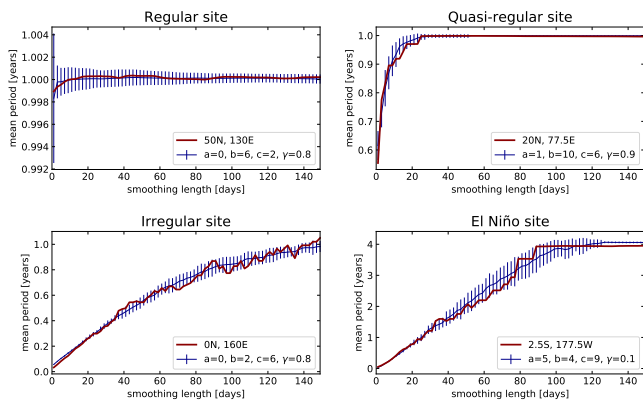 Regular site
1.004
1.002
1.000
0.998
0.996
0.994
0.992
mean period [years]
50N, 130E
a=0, b=6, c=2, γ=0.8
0 20 40 60 80 100 120 140
smoothing length [days]
Quasi-regular site
1.0
0.9
0.8
0.7
0.6
mean period [years]
20N, 77.5E
a=1, b=10, c=6, γ=0.9
0 20 40 60 80 100 120 140
smoothing length [days]
Irregular site
1.0
0.8
0.6
0.4
0.2
0.0
mean period [years]
0N, 160E
a=0, b=2, c=6, γ=0.8
0 20 40 60 80 100 120 140
smoothing length [days]
El Niño site
4
3
2
1
0
mean period [years]
2.5S, 177.5W
a=5, b=4, c=9, γ=0.1
0 20 40 60 80 100 120 140
smoothing length [days]